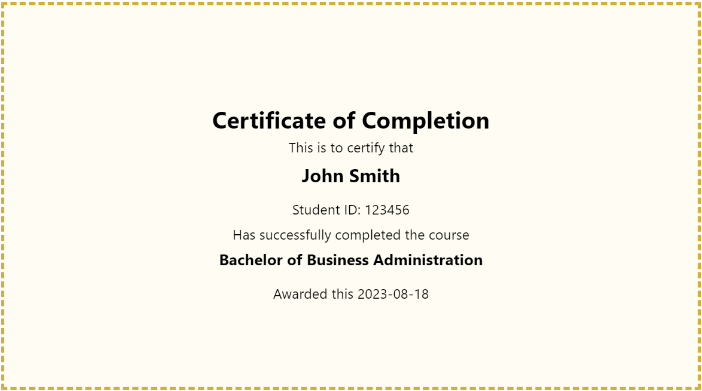 Certificate of Completion
This is to certify that
John Smith
Student ID: 123456
Has successfully completed the course
Bachelor of Business Administration
Awarded this 2023-08-18